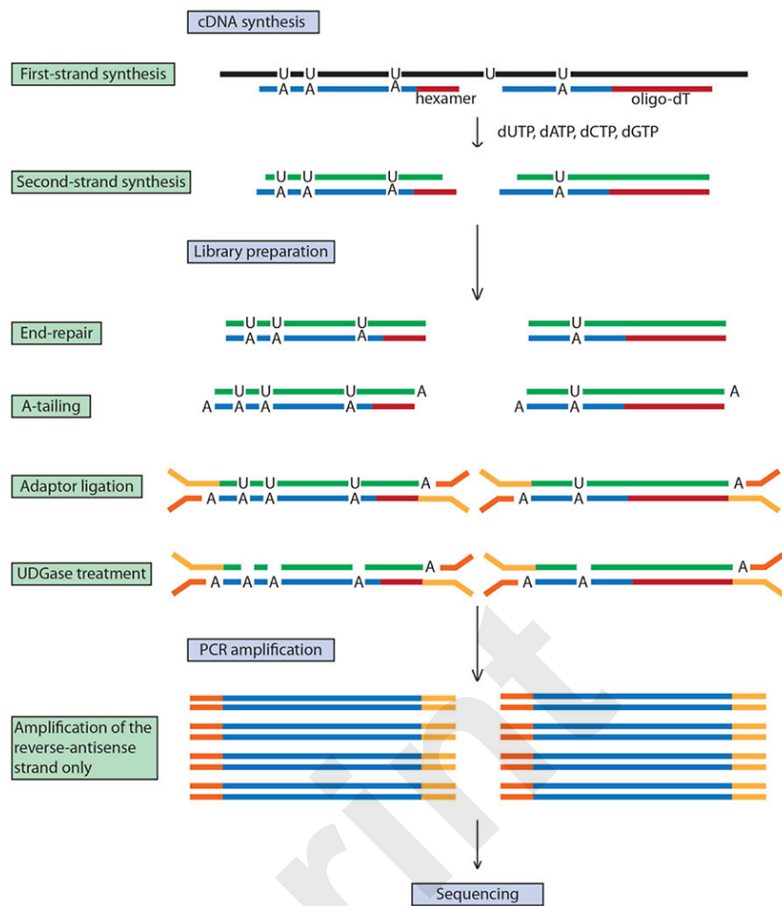 cDNA synthesis
First-strand synthesis
U U U U U
A A A A
hexamer oligo-dT
dUTP, dATP, dCTP, dGTP
Second-strand synthesis
U U U U
A A A A
Library preparation
End-repair
U U U U
A A A A
A-tailing
U U U A U A
A A A A A A
Adaptor ligation
U U U A U A
A A A A A A
UDGase treatment
A A
A A A A A A
PCR amplification
Amplification of the
reverse-antisense
strand only
rint
Sequencing